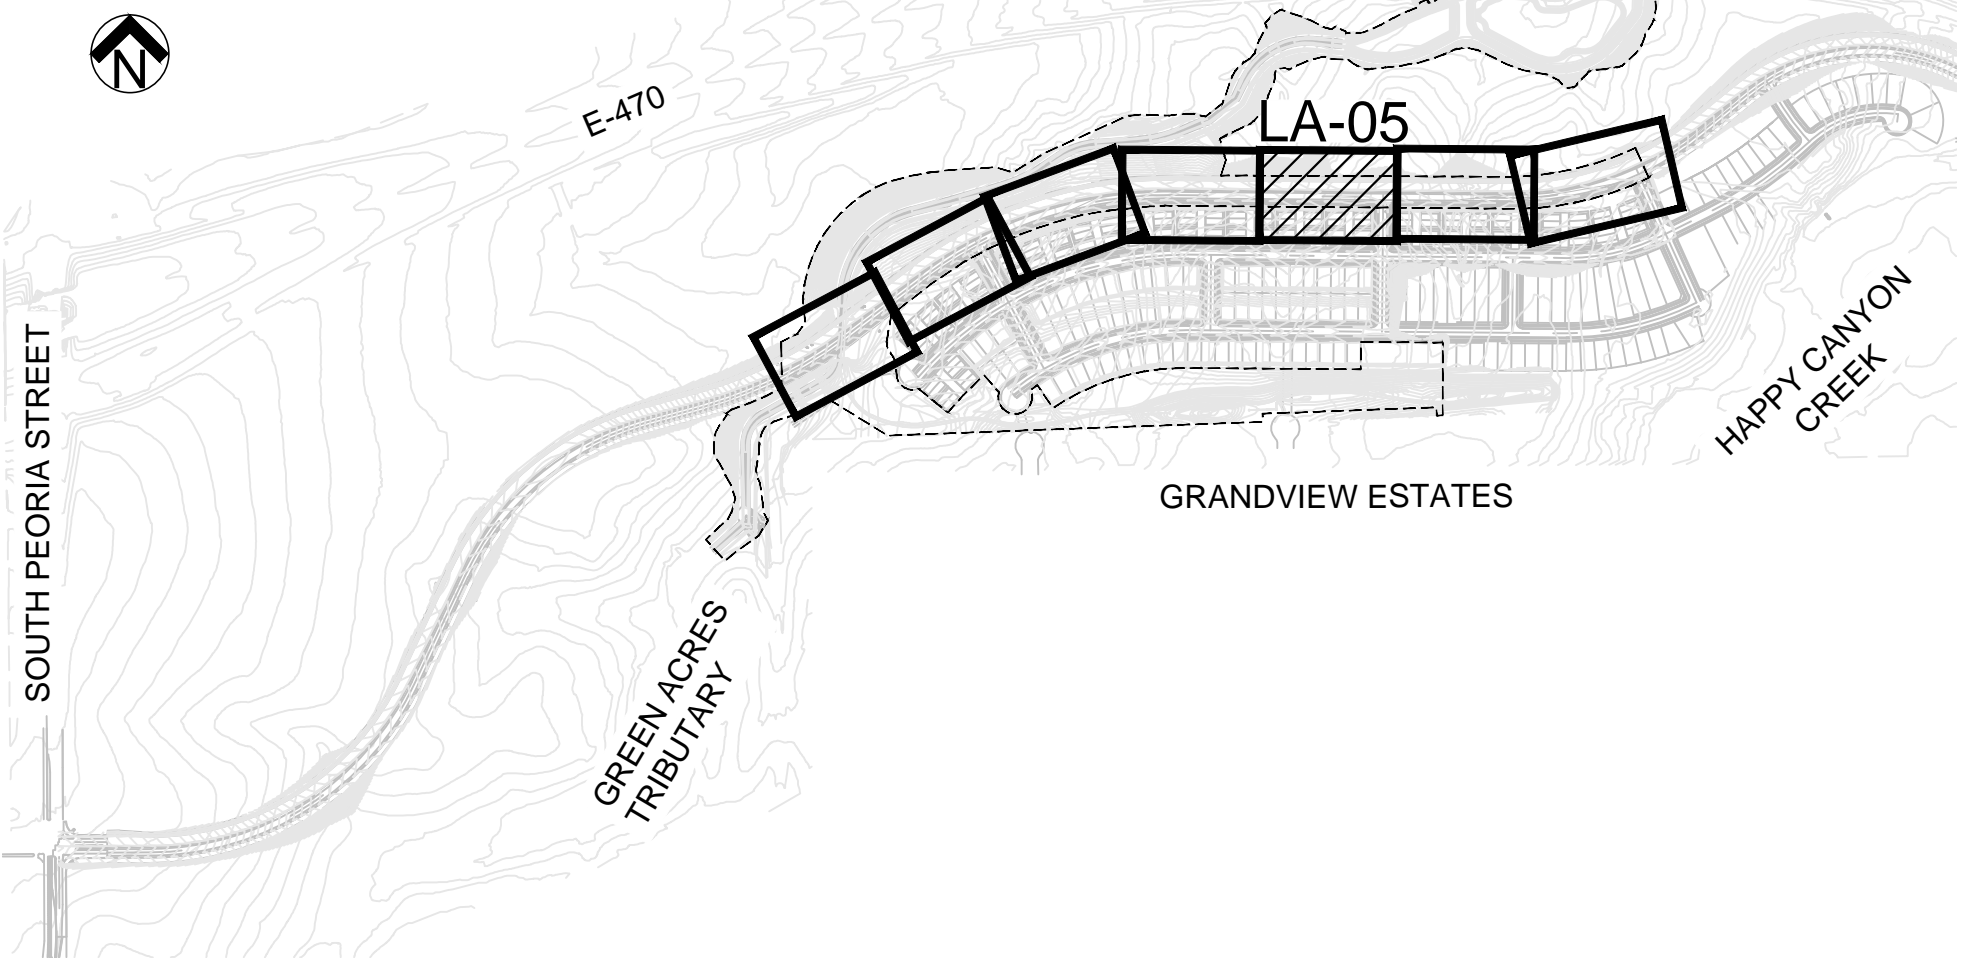 N
E-470
LA-05
SOUTH PEORIA STREET
HAPPY CANYON
CREEK
GRANDVIEW ESTATES
GREEN ACRES
TRIBUTARY